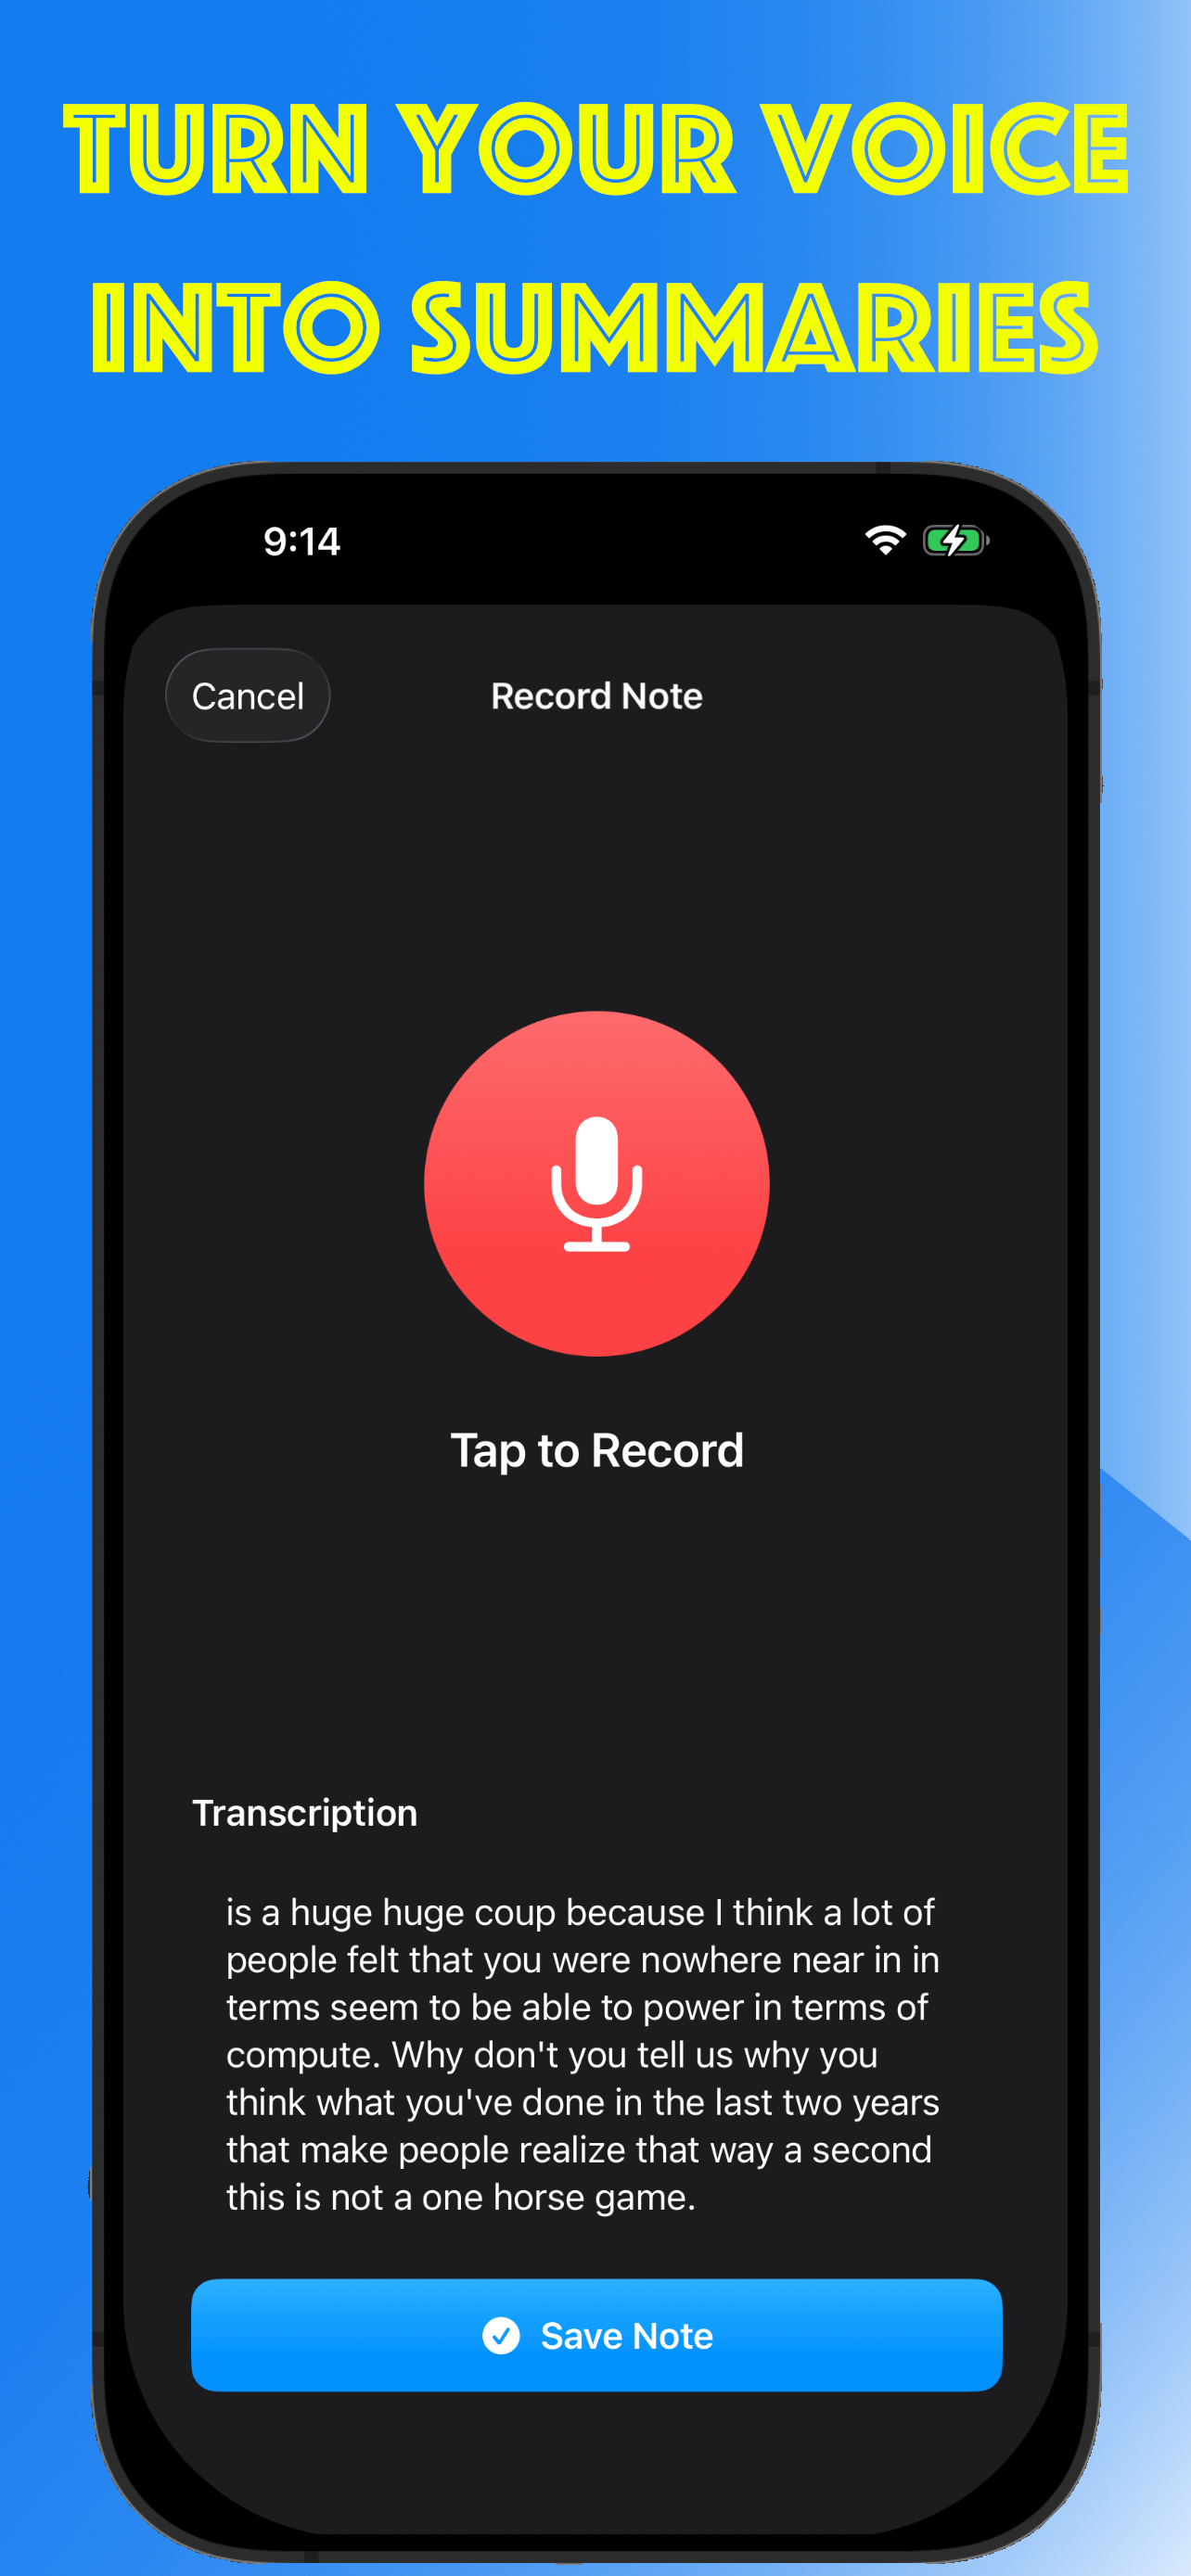 TURN YOUR VOICE
INTO SUMMARIES
9:14
Cancel
Record Note
Tap to Record
Transcription
is a huge huge coup because I think a lot of
people felt that you were nowhere near in in
terms seem to be able to power in terms of
compute. Why don't you tell us why you
think what you've done in the last two years
that make people realize that way a second
this is not a one horse game.
Save Note